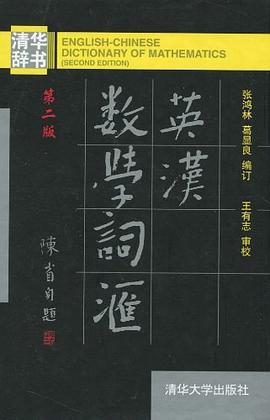 清华
辞书
ENGLISH-CHINESE
DICTIONARY OF MATHEMATICS
(SECOND EDITION)
第二版
张鸿林 葛显良 编订
王有志 审校
英漢
数学詞滙
陳省身題
清华大学出版社